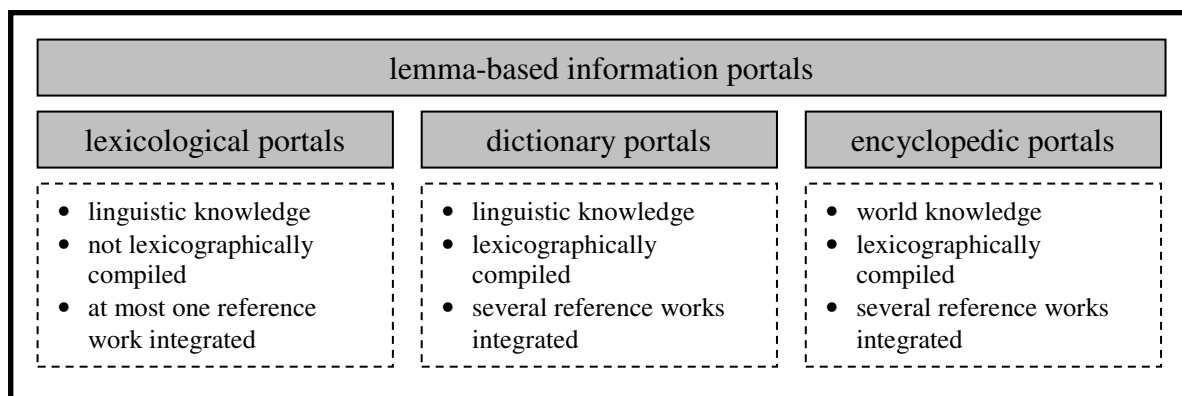 lemma-based information portals
lexicological portals
• linguistic knowledge
• not lexicographically
compiled
• at most one reference
work integrated
dictionary portals
• linguistic knowledge
• lexicographically
compiled
• several reference works
integrated
encyclopedic portals
• world knowledge
• lexicographically
compiled
• several reference works
integrated